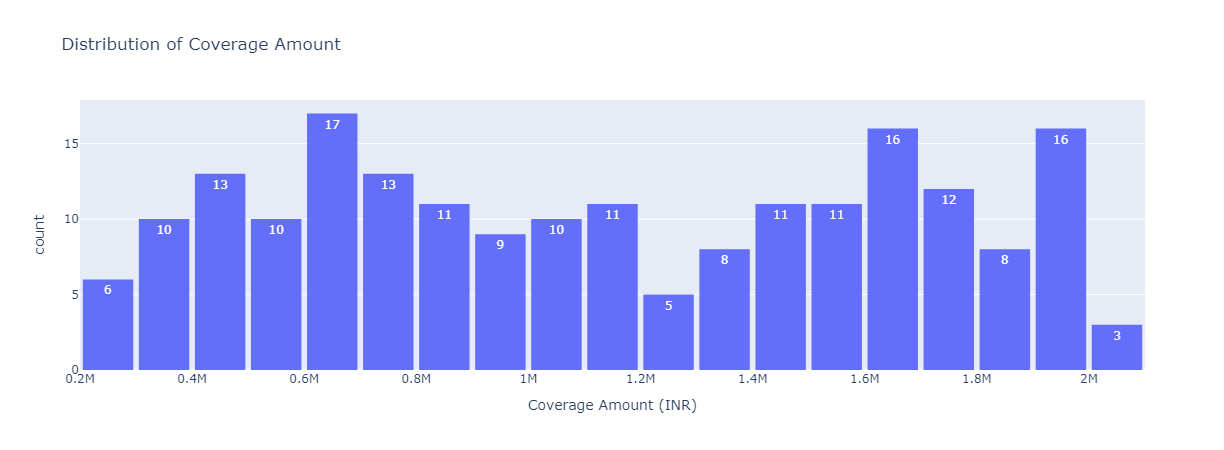 Distribution of Coverage Amount
17
16
16
15
13
13
12
11
11
11
11
10
10
10
10
9
8
8
6
5
5
3
0
count
0.2M
0.4M
0.6M
0.8M
1M
1.2M
1.4M
1.6M
1.8M
2M
Coverage Amount (INR)